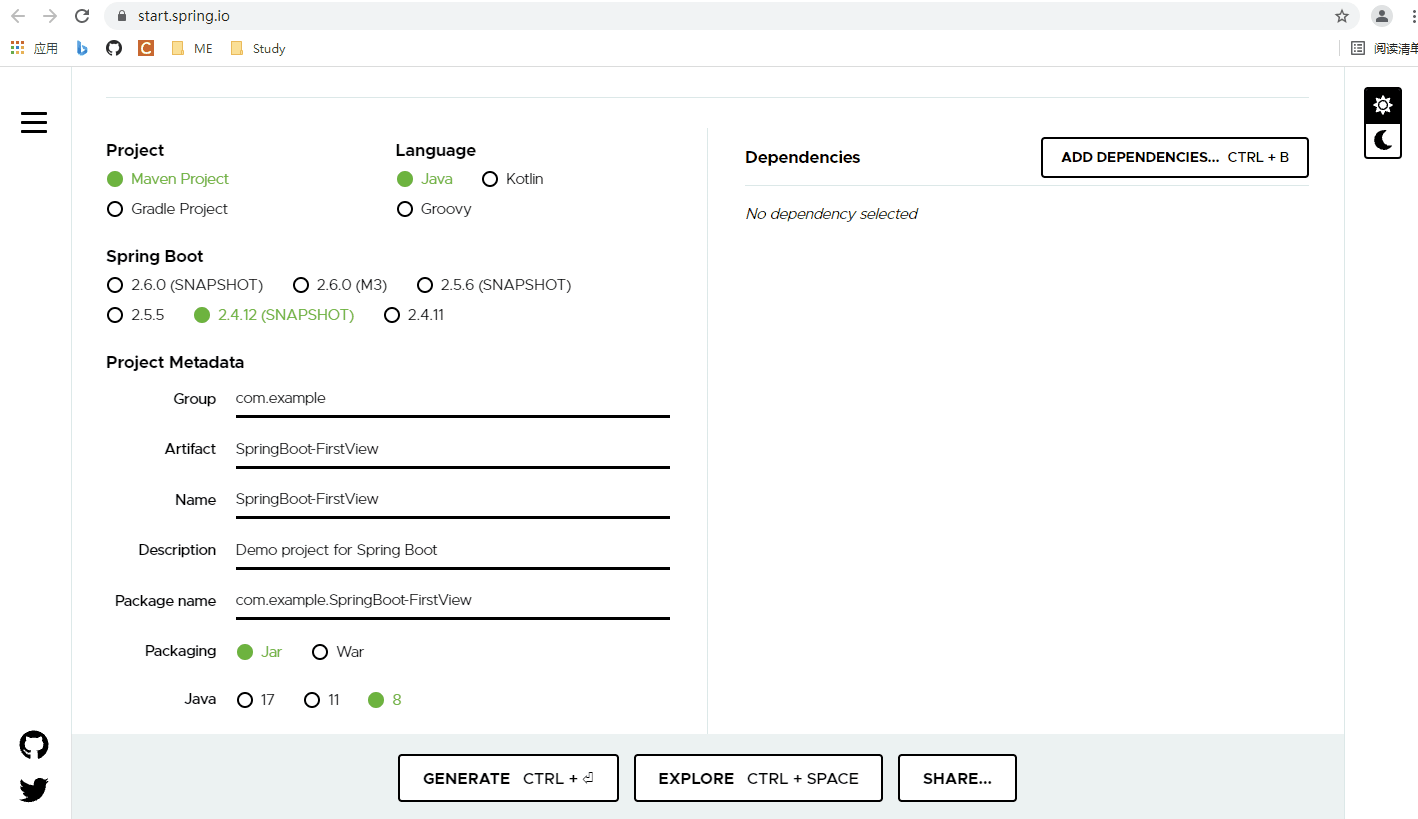 start.spring.io
应用 ME Study 阅读清单
Project Language
Maven Project Java Kotlin
Gradle Project Groovy
Dependencies ADD DEPENDENCIES... CTRL + B
No dependency selected
Spring Boot
2.6.0 (SNAPSHOT) 2.6.0 (M3) 2.5.6 (SNAPSHOT)
2.5.5 2.4.12 (SNAPSHOT) 2.4.11
Project Metadata
Group com.example
Artifact SpringBoot-FirstView
Name SpringBoot-FirstView
Description Demo project for Spring Boot
Package name com.example.SpringBoot-FirstView
Packaging Jar War
Java 17 11 8
GENERATE CTRL + ⏎ EXPLORE CTRL + SPACE SHARE...